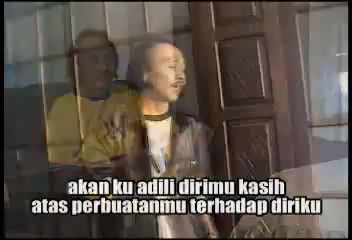 akan ku adili dirimu kasih
atas perbuatanmu terhadap diriku